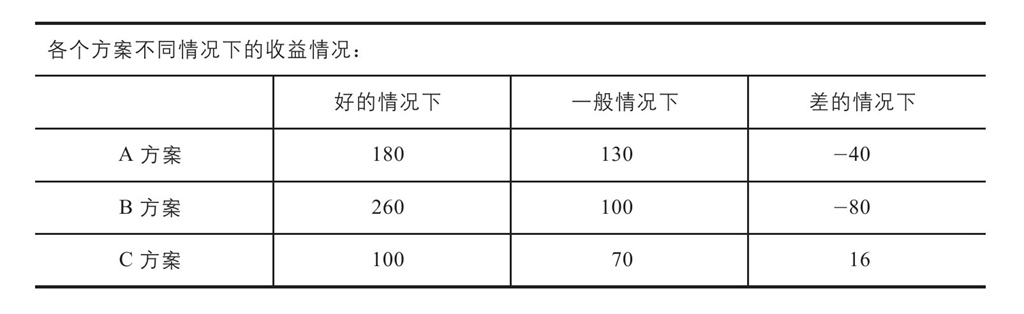 各个方案不同情况下的收益情况：
好的情况下 一般情况下 差的情况下
A 方案 180 130 −40
B 方案 260 100 −80
C 方案 100 70 16